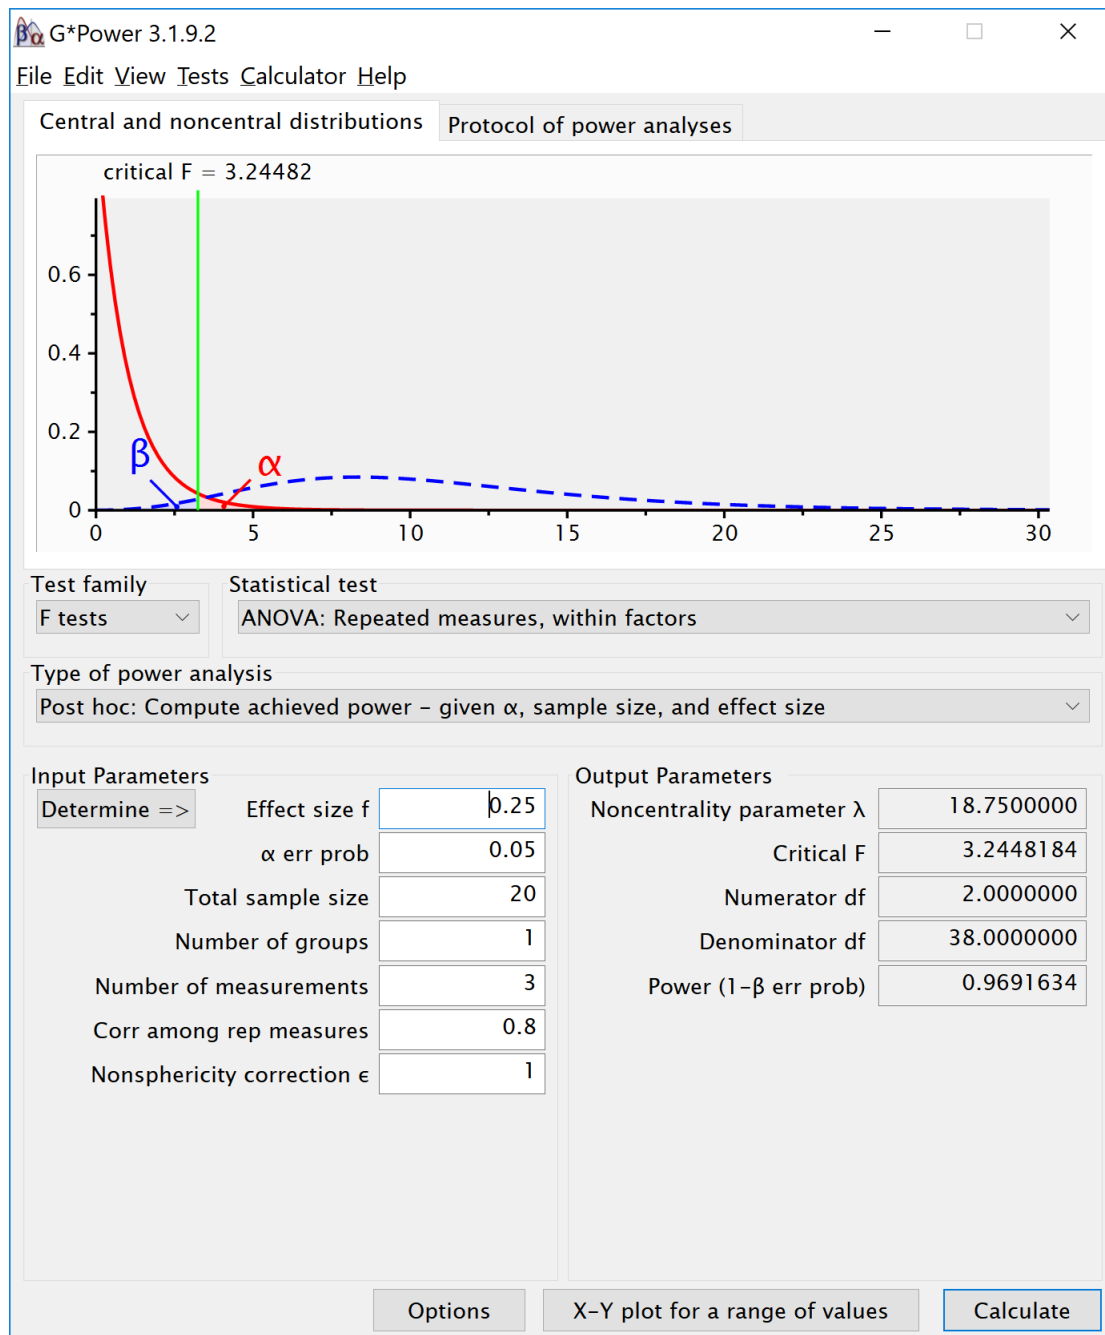 G*Power 3.1.9.2
File Edit View Tests Calculator Help
Central and noncentral distributions Protocol of power analyses
critical F = 3.24482
0.6
0.4
0.2
0
β
α
0 5 10 15 20 25 30
Test family Statistical test
F tests ANOVA: Repeated measures, within factors
Type of power analysis
Post hoc: Compute achieved power – given α, sample size, and effect size
Input Parameters Output Parameters
Determine => Effect size f 0.25 Noncentrality parameter λ 18.7500000
α err prob 0.05 Critical F 3.2448184
Total sample size 20 Numerator df 2.0000000
Number of groups 1 Denominator df 38.0000000
Number of measurements 3 Power (1–β err prob) 0.9691634
Corr among rep measures 0.8
Nonsphericity correction ϵ 1
Options X–Y plot for a range of values Calculate